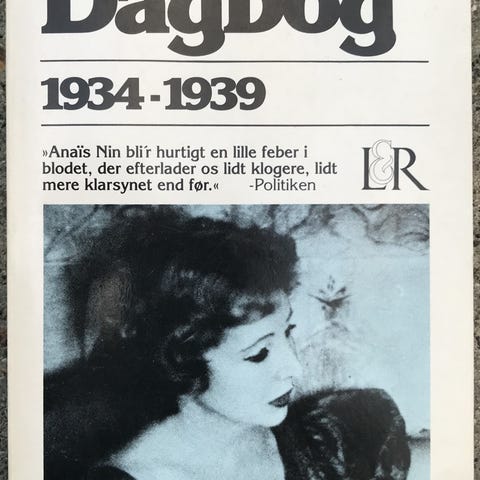 Dagbog
1934-1939
»Anaïs Nin bli'r hurtigt en lille feber i
blodet, der efterlader os lidt klogere, lidt
mere klarsynet end før.« -Politiken
L&R